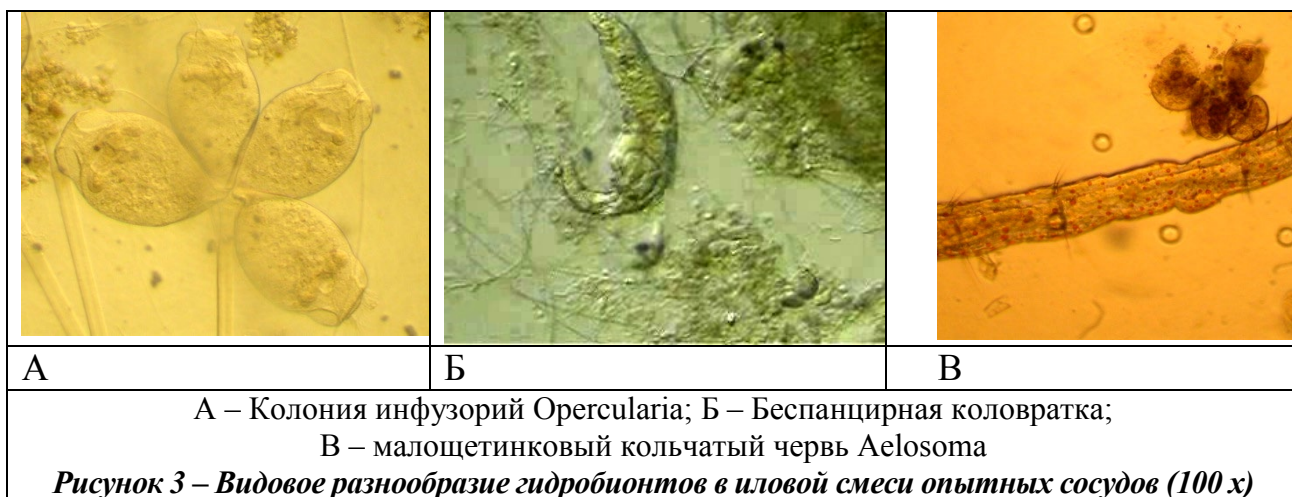 А
Б
В
А – Колония инфузорий Opercularia; Б – Беспанцирная коловратка;
В – малощетинковый кольчатый червь Aelosoma
Рисунок 3 – Видовое разнообразие гидробионтов в иловой смеси опытных сосудов (100 х)